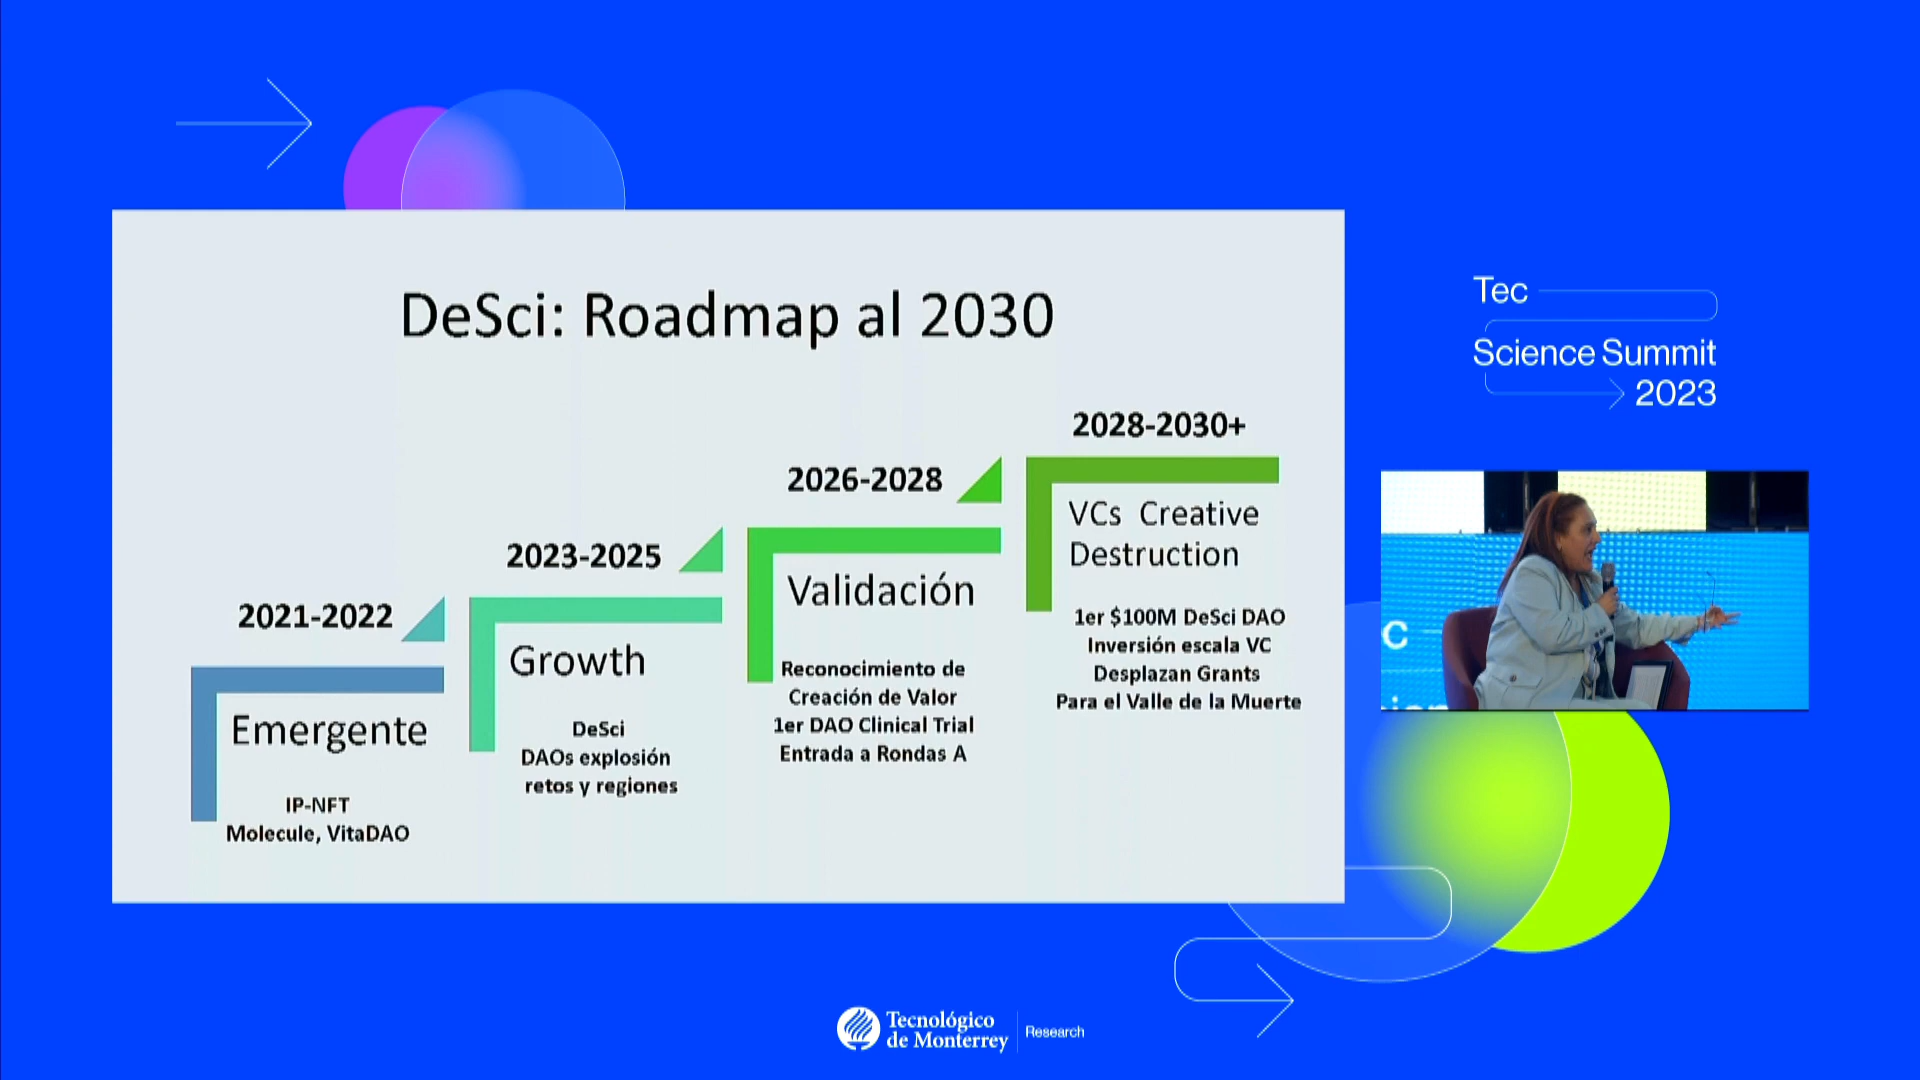 DeSci: Roadmap al 2030
2021-2022
Emergente
IP-NFT
Molecule, VitaDAO
2023-2025
Growth
DeSci
DAOs explosión
retos y regiones
2026-2028
Validación
Reconocimiento de
Creación de Valor
1er DAO Clinical Trial
Entrada a Rondas A
2028-2030+
VCs Creative
Destruction
1er $100M DeSci DAO
Inversión escala VC
Desplazan Grants
Para el Valle de la Muerte
Tec
Science Summit
2023
Tecnológico
de Monterrey
Research